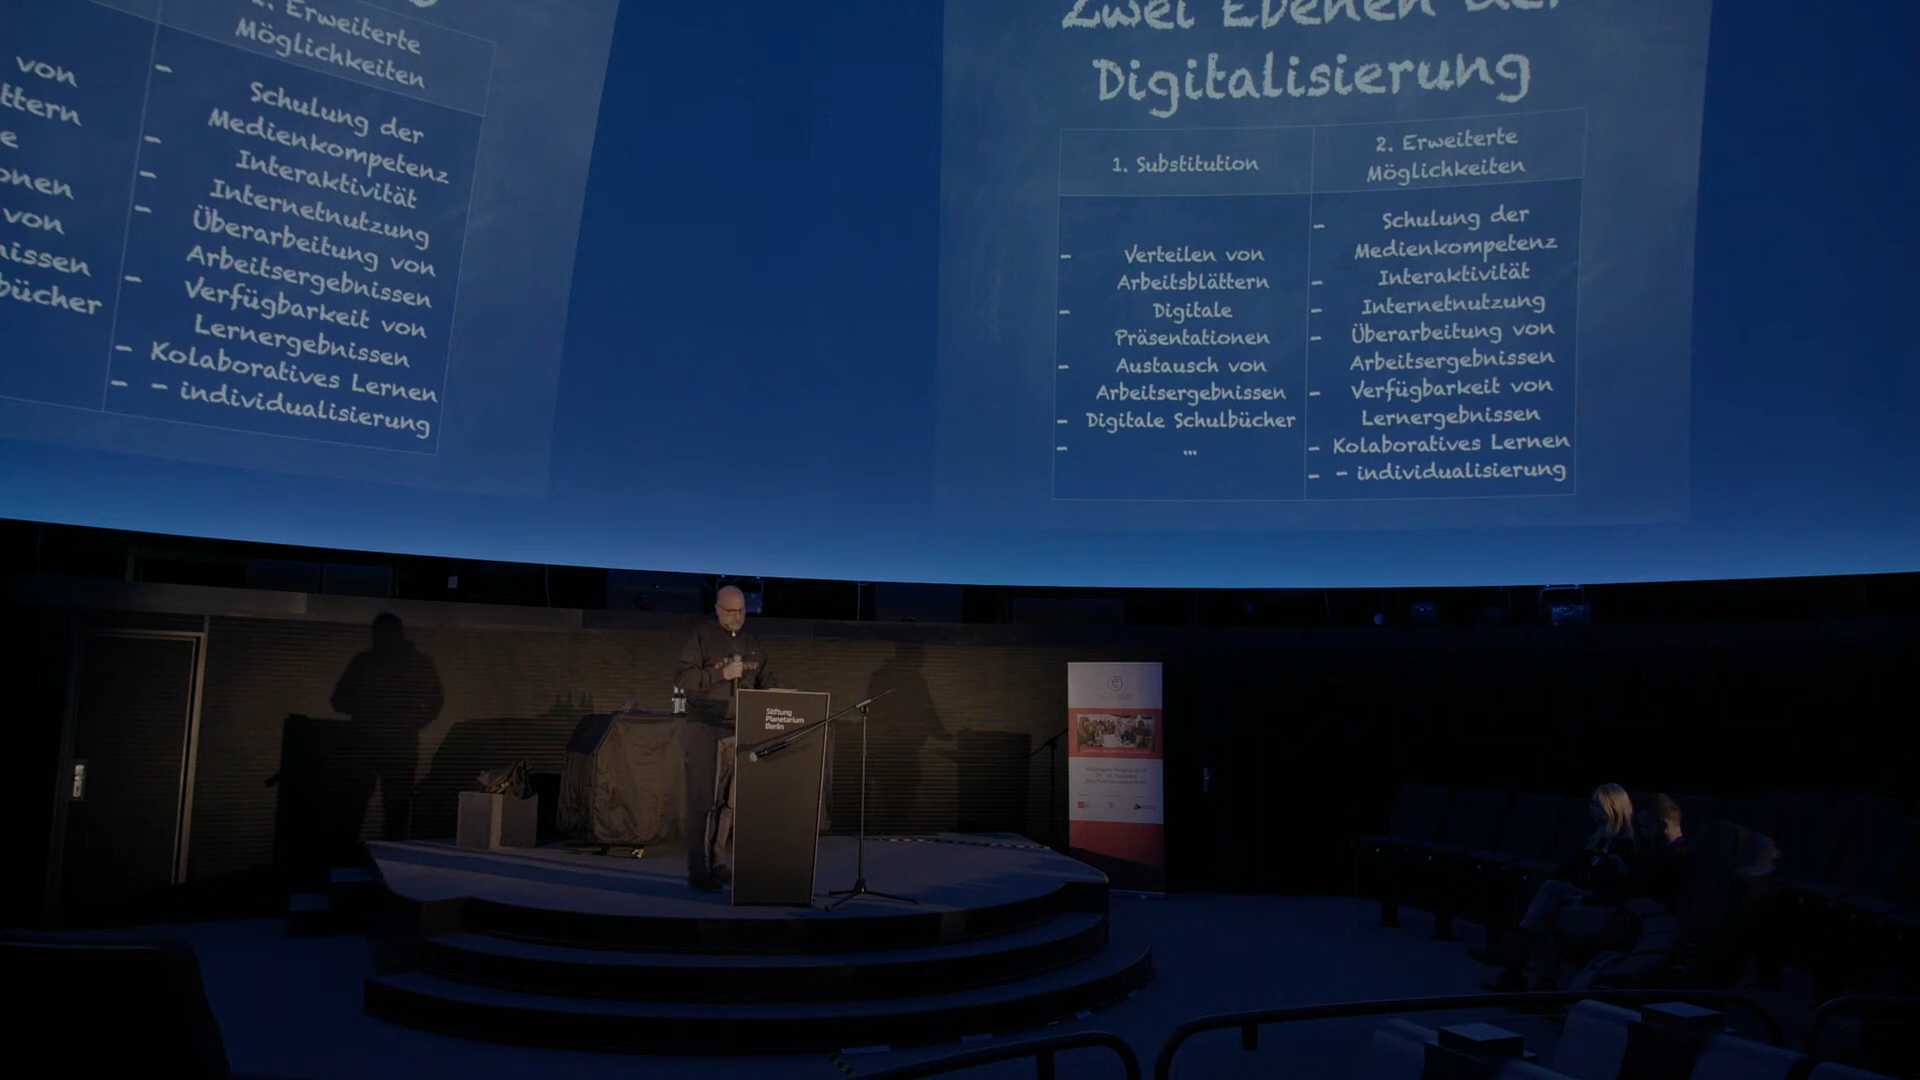 2. Erweiterte
Möglichkeiten
von
ttern
e
onen
von
nissen
bücher
- Schulung der
Medienkompetenz
- Interaktivität
- Internetnutzung
- Überarbeitung von
Arbeitsergebnissen
- Verfügbarkeit von
Lernergebnissen
- Kolaboratives Lernen
- - individualisierung
Zwei Ebenen der
Digitalisierung
1. Substitution
2. Erweiterte
Möglichkeiten
- Verteilen von
Arbeitsblättern
- Digitale
Präsentationen
- Austausch von
Arbeitsergebnissen
- Digitale Schulbücher
- ...
- Schulung der
Medienkompetenz
- Interaktivität
- Internetnutzung
- Überarbeitung von
Arbeitsergebnissen
- Verfügbarkeit von
Lernergebnissen
- Kolaboratives Lernen
- - individualisierung
Stiftung
Planetarium
Berlin